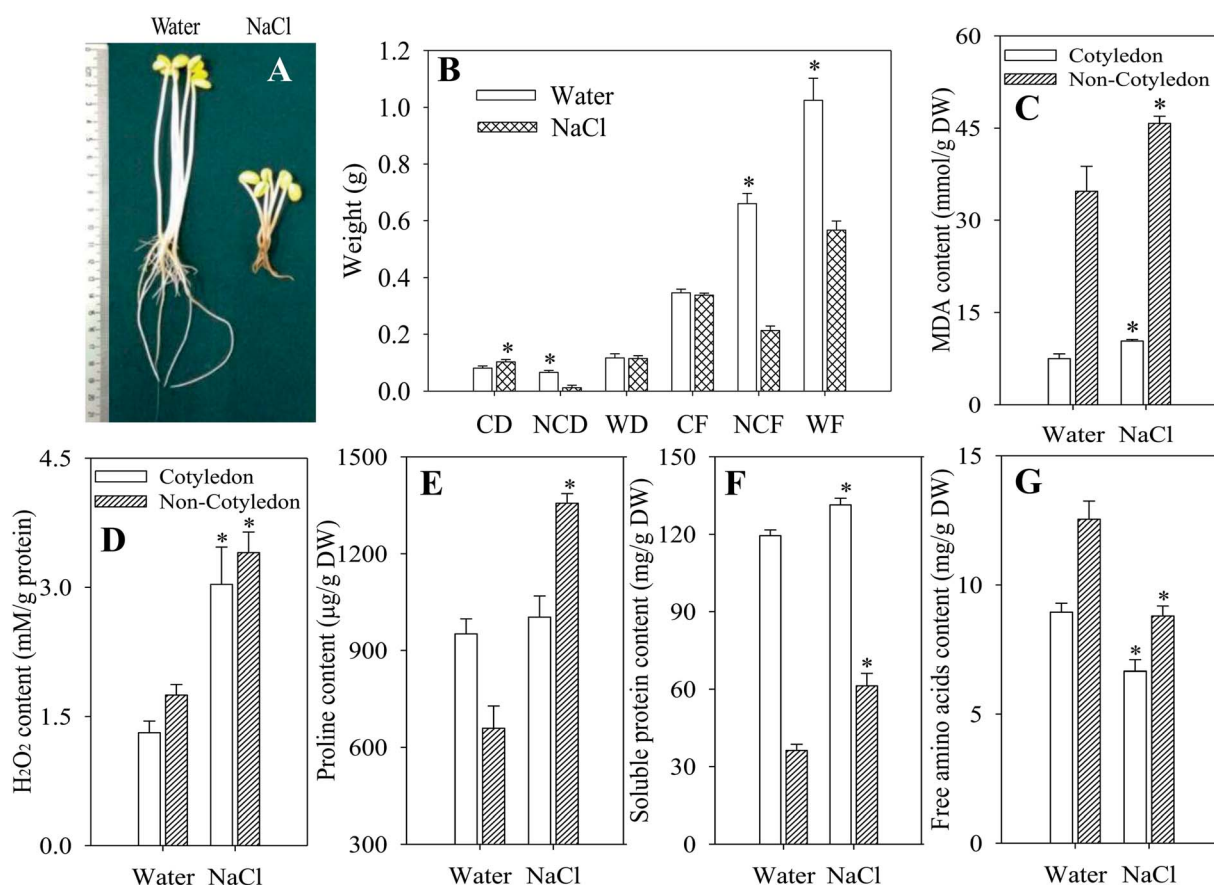 Water NaCl
A
B
Water
NaCl
Weight (g)
1.2
1.0
0.8
0.6
0.4
0.2
0.0
CD NCD WD CF NCF WF
* * * *
C
Cotyledon
Non-Cotyledon
MDA content (mmol/g DW)
60
45
30
15
0
* *
Water NaCl
D
Cotyledon
Non-Cotyledon
H2O2 content (mM/g protein)
4.5
3.0
1.5
0.0
* *
Water NaCl
E
Proline content (μg/g DW)
1500
1200
900
600
300
*
Water NaCl
F
Soluble protein content (mg/g DW)
150
120
90
60
30
0
* *
Water NaCl
G
Free amino acids content (mg/g DW)
15
10
5
0
* *
Water NaCl